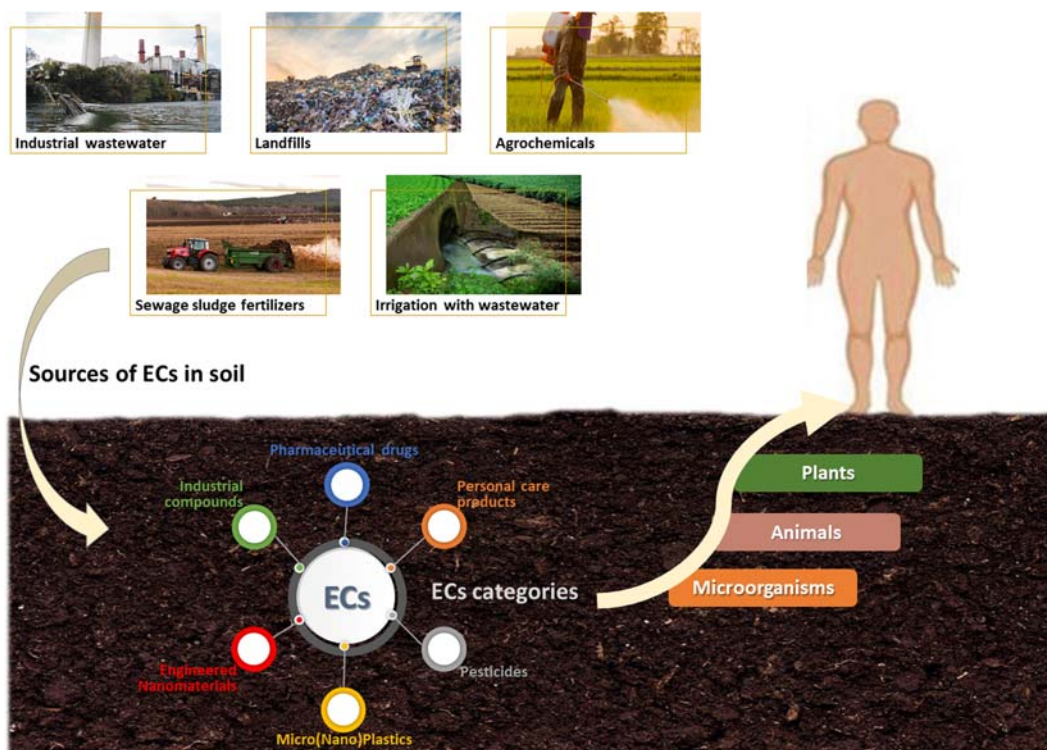 Industrial wastewater
Landfills
Agrochemicals
Sewage sludge fertilizers
Irrigation with wastewater
Sources of ECs in soil
Pharmaceutical drugs
Industrial
compounds
Personal care
products
ECs
ECs categories
Engineered
Nanomaterials
Pesticides
Micro(Nano)Plastics
Plants
Animals
Microorganisms